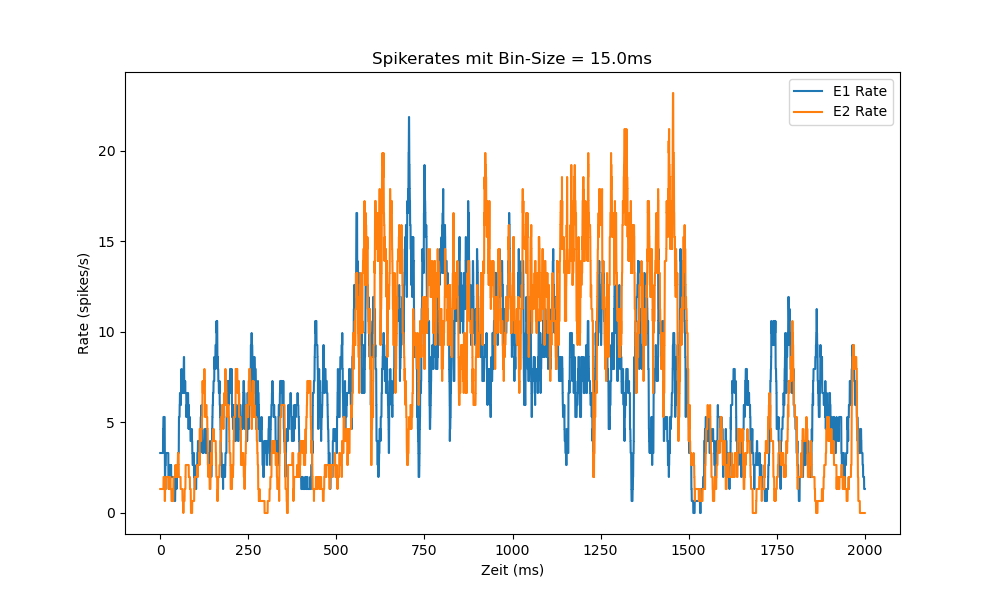 Spikerates mit Bin-Size = 15.0ms
E1 Rate
E2 Rate
Rate (spikes/s)
20
15
10
5
0
0 250 500 750 1000 1250 1500 1750 2000
Zeit (ms)